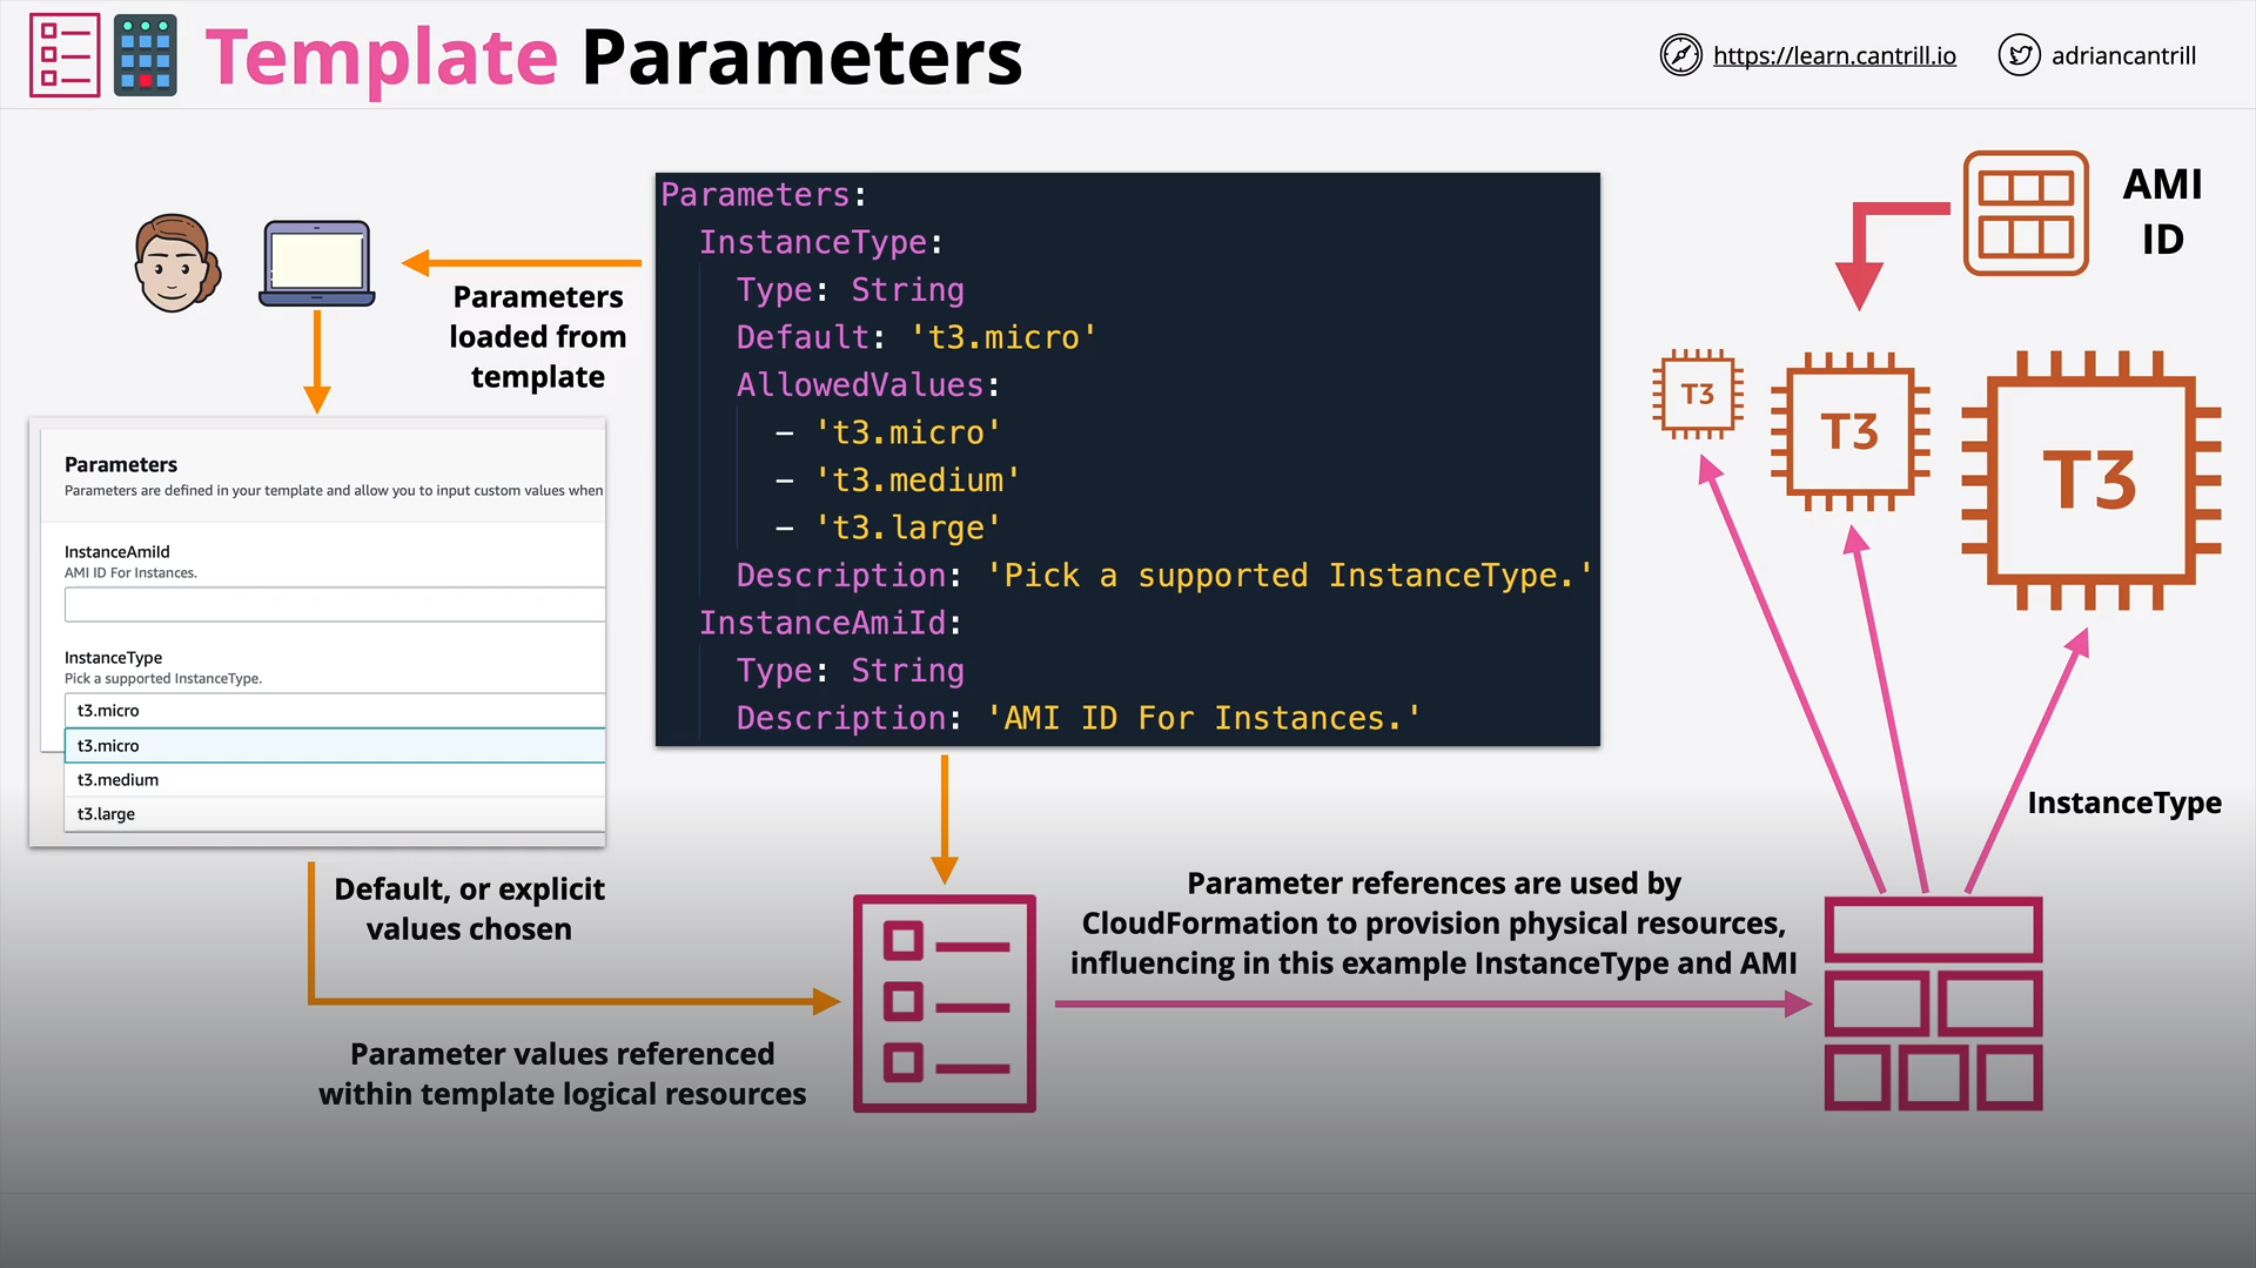 Template Parameters
https://learn.cantrill.io
adriancantrill
Parameters
loaded from
template
Parameters:
InstanceType:
Type: String
Default: 't3.micro'
AllowedValues:
- 't3.micro'
- 't3.medium'
- 't3.large'
Description: 'Pick a supported InstanceType.'
InstanceAmiId:
Type: String
Description: 'AMI ID For Instances.'
AMI
ID
T3
T3
T3
Parameters
Parameters are defined in your template and allow you to input custom values when
InstanceAmiId
AMI ID For Instances.
InstanceType
Pick a supported InstanceType.
t3.micro
t3.micro
t3.medium
t3.large
InstanceType
Default, or explicit
values chosen
Parameter references are used by
CloudFormation to provision physical resources,
influencing in this example InstanceType and AMI
Parameter values referenced
within template logical resources